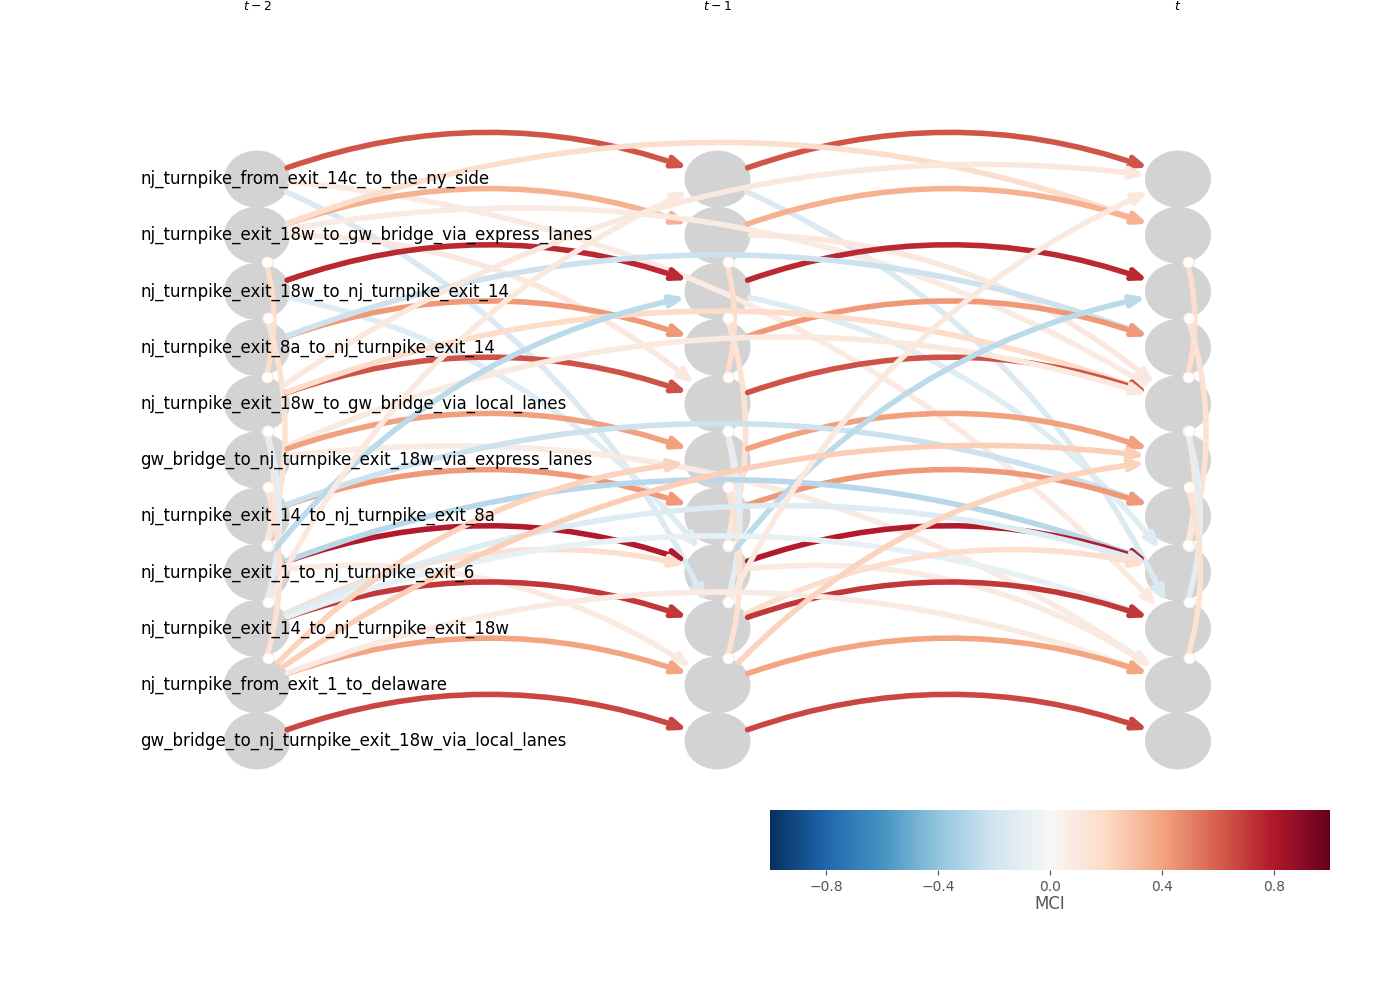 t − 2 t − 1 t
nj_turnpike_from_exit_14c_to_the_ny_side
nj_turnpike_exit_18w_to_gw_bridge_via_express_lanes
nj_turnpike_exit_18w_to_nj_turnpike_exit_14
nj_turnpike_exit_8a_to_nj_turnpike_exit_14
nj_turnpike_exit_18w_to_gw_bridge_via_local_lanes
gw_bridge_to_nj_turnpike_exit_18w_via_express_lanes
nj_turnpike_exit_14_to_nj_turnpike_exit_8a
nj_turnpike_exit_1_to_nj_turnpike_exit_6
nj_turnpike_exit_14_to_nj_turnpike_exit_18w
nj_turnpike_from_exit_1_to_delaware
gw_bridge_to_nj_turnpike_exit_18w_via_local_lanes
−0.8 −0.4 0.0 0.4 0.8
MCI